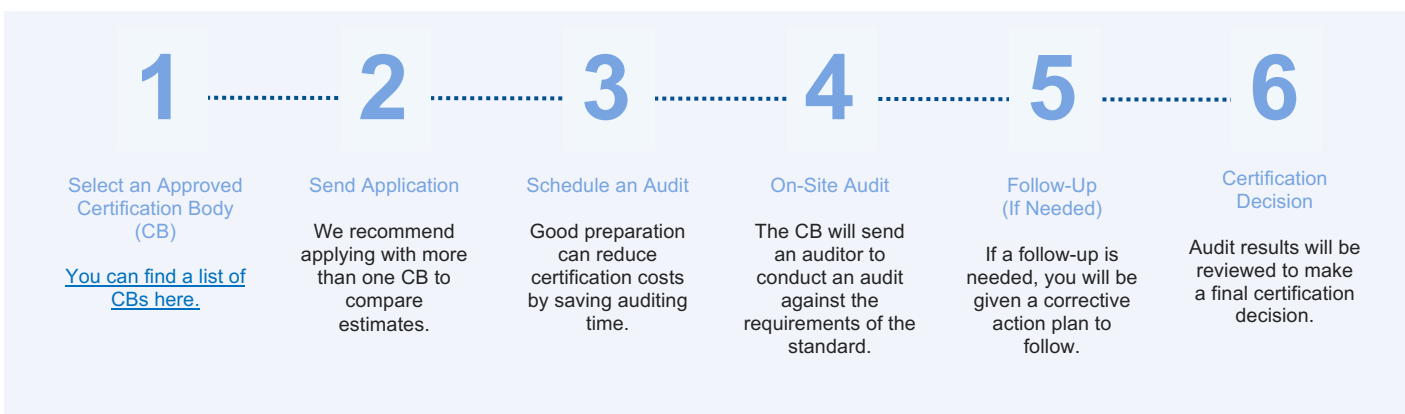 1
2
3
4
5
6
Select an Approved
Certification Body
(CB)
You can find a list of
CBs here.
Send Application
We recommend
applying with more
than one CB to
compare
estimates.
Schedule an Audit
Good preparation
can reduce
certification costs
by saving auditing
time.
On-Site Audit
The CB will send
an auditor to
conduct an audit
against the
requirements of the
standard.
Follow-Up
(If Needed)
If a follow-up is
needed, you will be
given a corrective
action plan to
follow.
Certification
Decision
Audit results will be
reviewed to make
a final certification
decision.